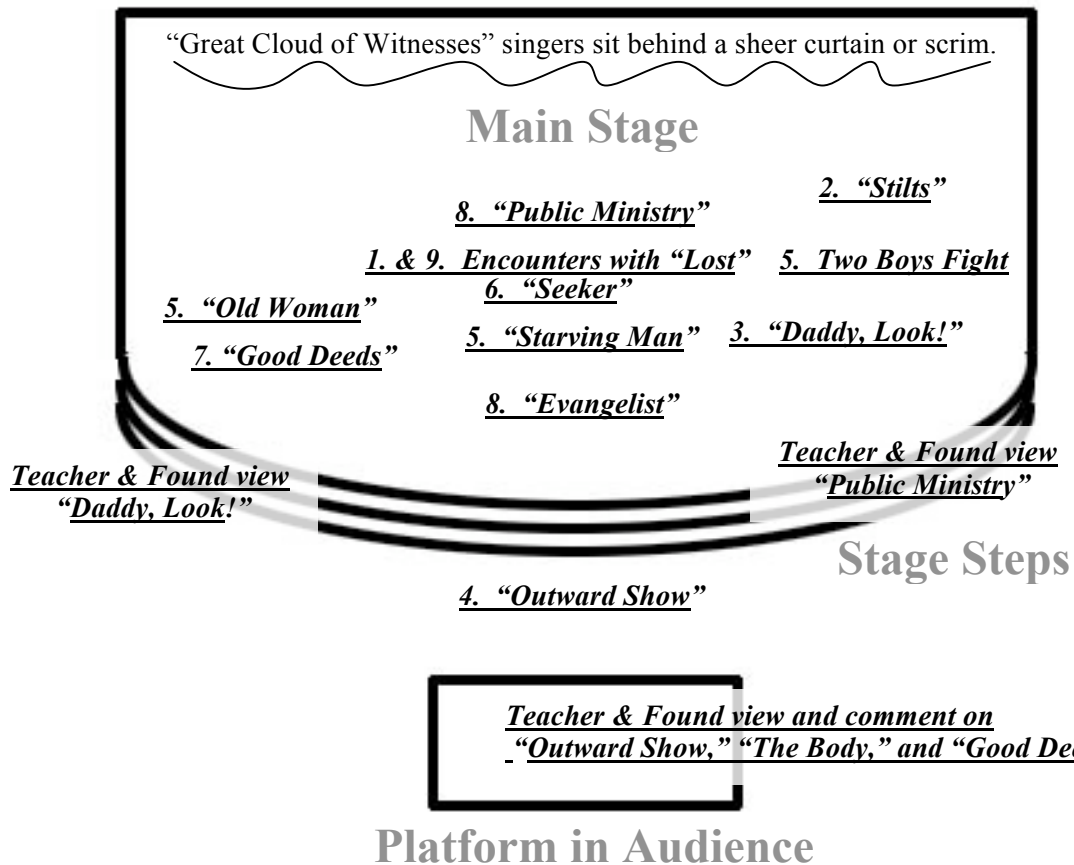 “Great Cloud of Witnesses” singers sit behind a sheer curtain or scrim.
Main Stage
2. “Stilts”
8. “Public Ministry”
1. & 9. Encounters with “Lost”
5. Two Boys Fight
6. “Seeker”
5. “Old Woman”
5. “Starving Man”
3. “Daddy, Look!”
7. “Good Deeds”
8. “Evangelist”
Teacher & Found view
“Daddy, Look!”
Teacher & Found view
“Public Ministry”
Stage Steps
4. “Outward Show”
Teacher & Found view and comment on
“Outward Show,” “The Body,” and “Good Dee
Platform in Audience